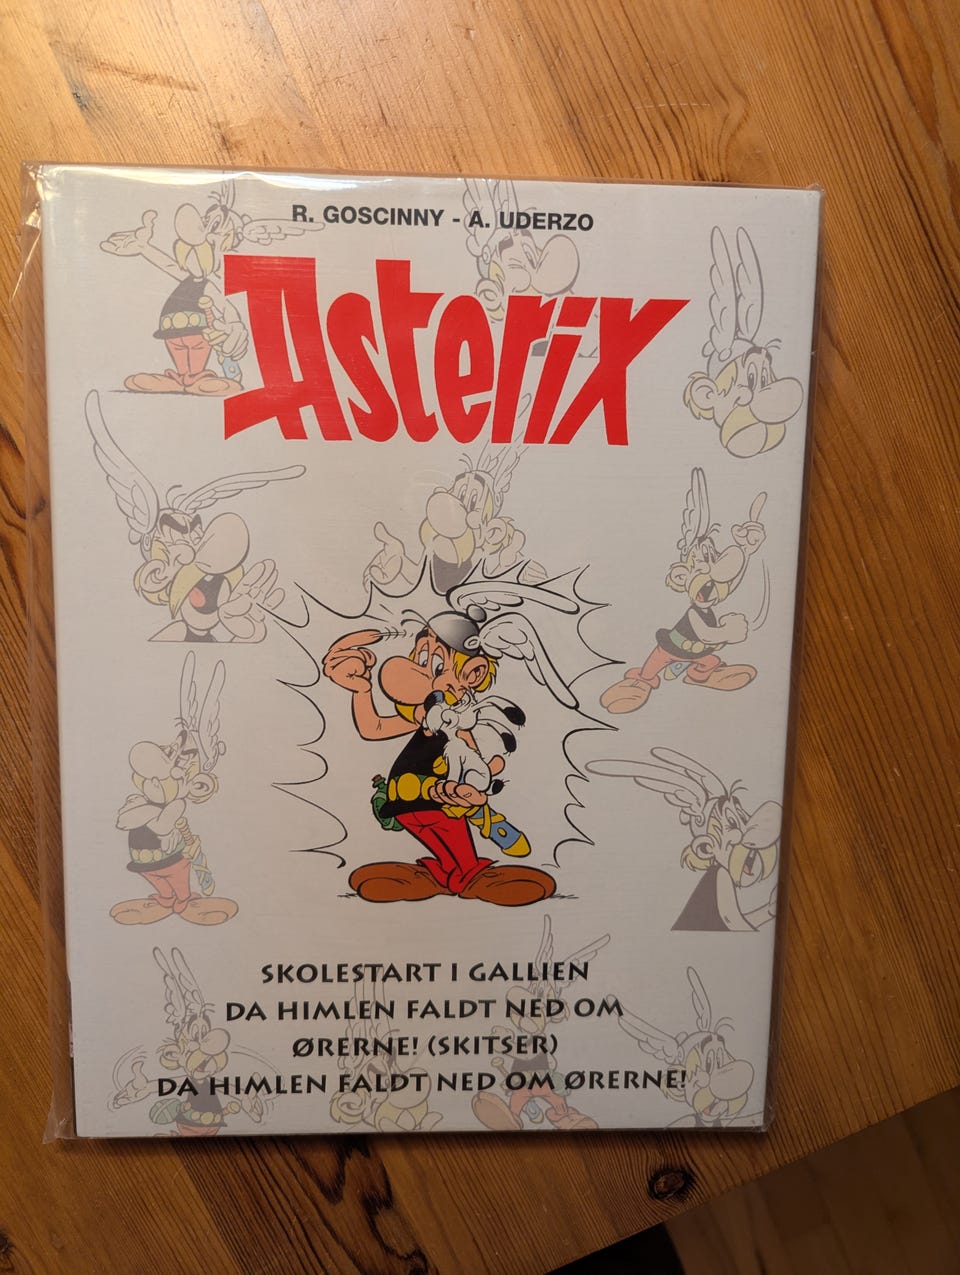 R. GOSCINNY - A. UDERZO
Asterix
SKOLESTART I GALLIEN
DA HIMLEN FALDT NED OM
ØRERNE! (SKITSER)
DA HIMLEN FALDT NED OM ØRERNE!